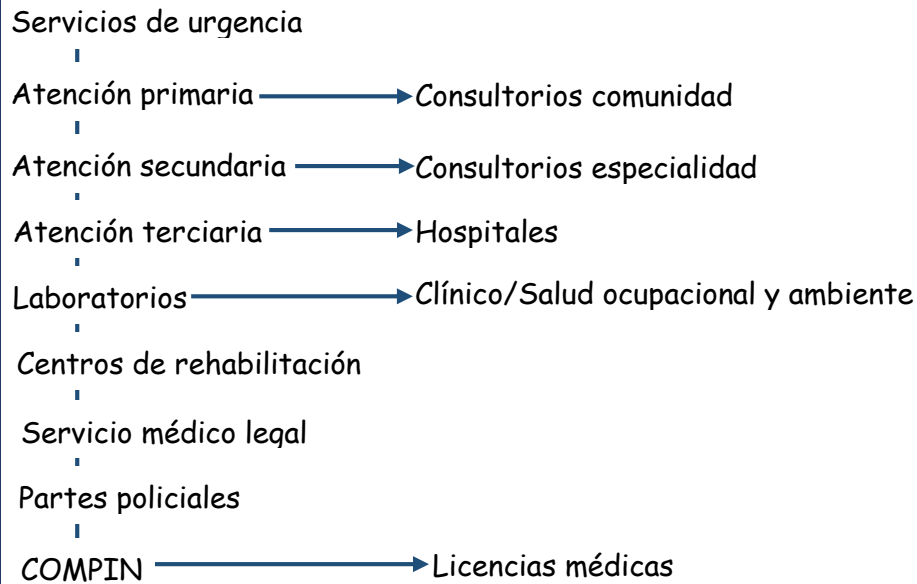 Servicios de urgencia
Atención primaria Consultorios comunidad
Atención secundaria Consultorios especialidad
Atención terciaria Hospitales
Laboratorios Clínico/Salud ocupacional y ambiente
Centros de rehabilitación
Servicio médico legal
Partes policiales
COMPIN Licencias médicas